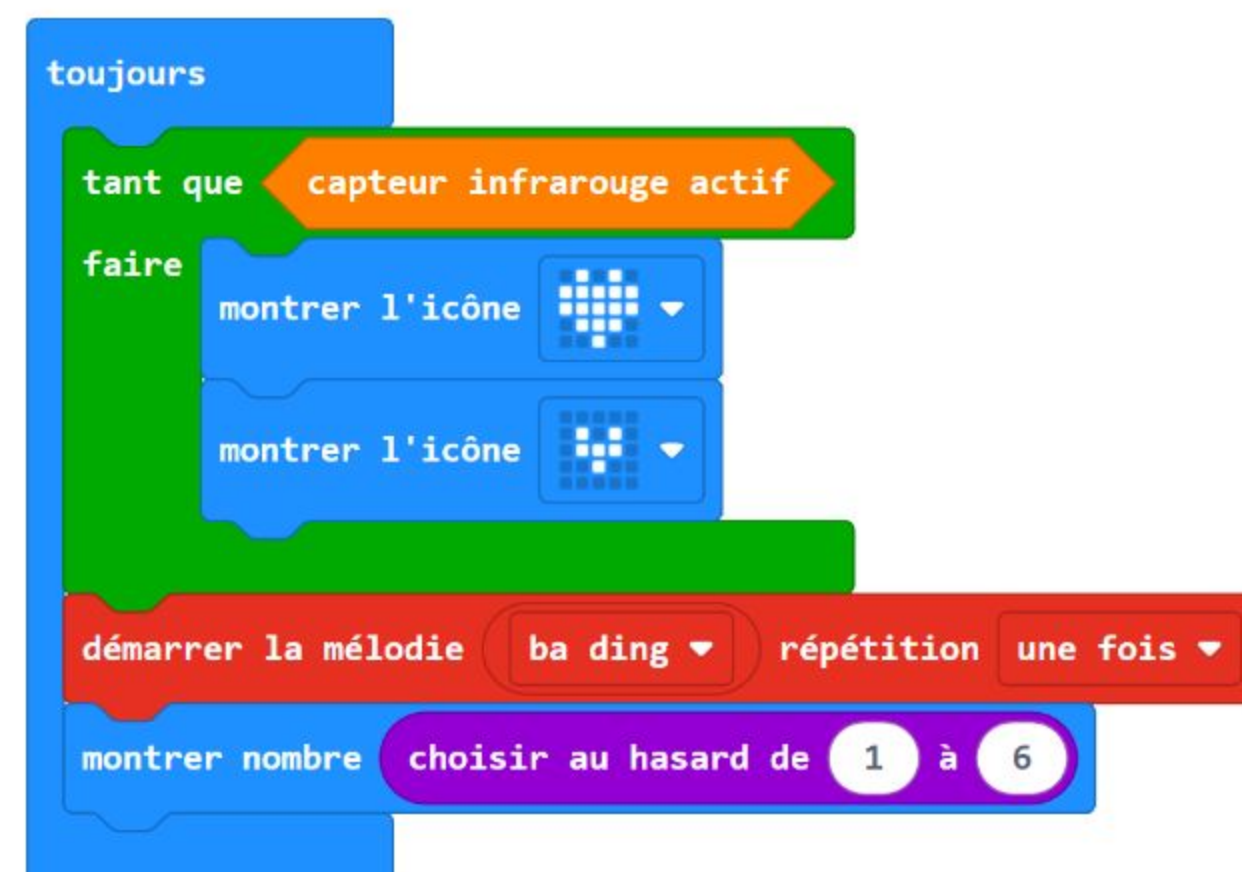 toujours
tant que capteur infrarouge actif
faire
montrer l'icône
montrer l'icône
démarrer la mélodie ba ding répétition une fois
montrer nombre choisir au hasard de 1 à 6